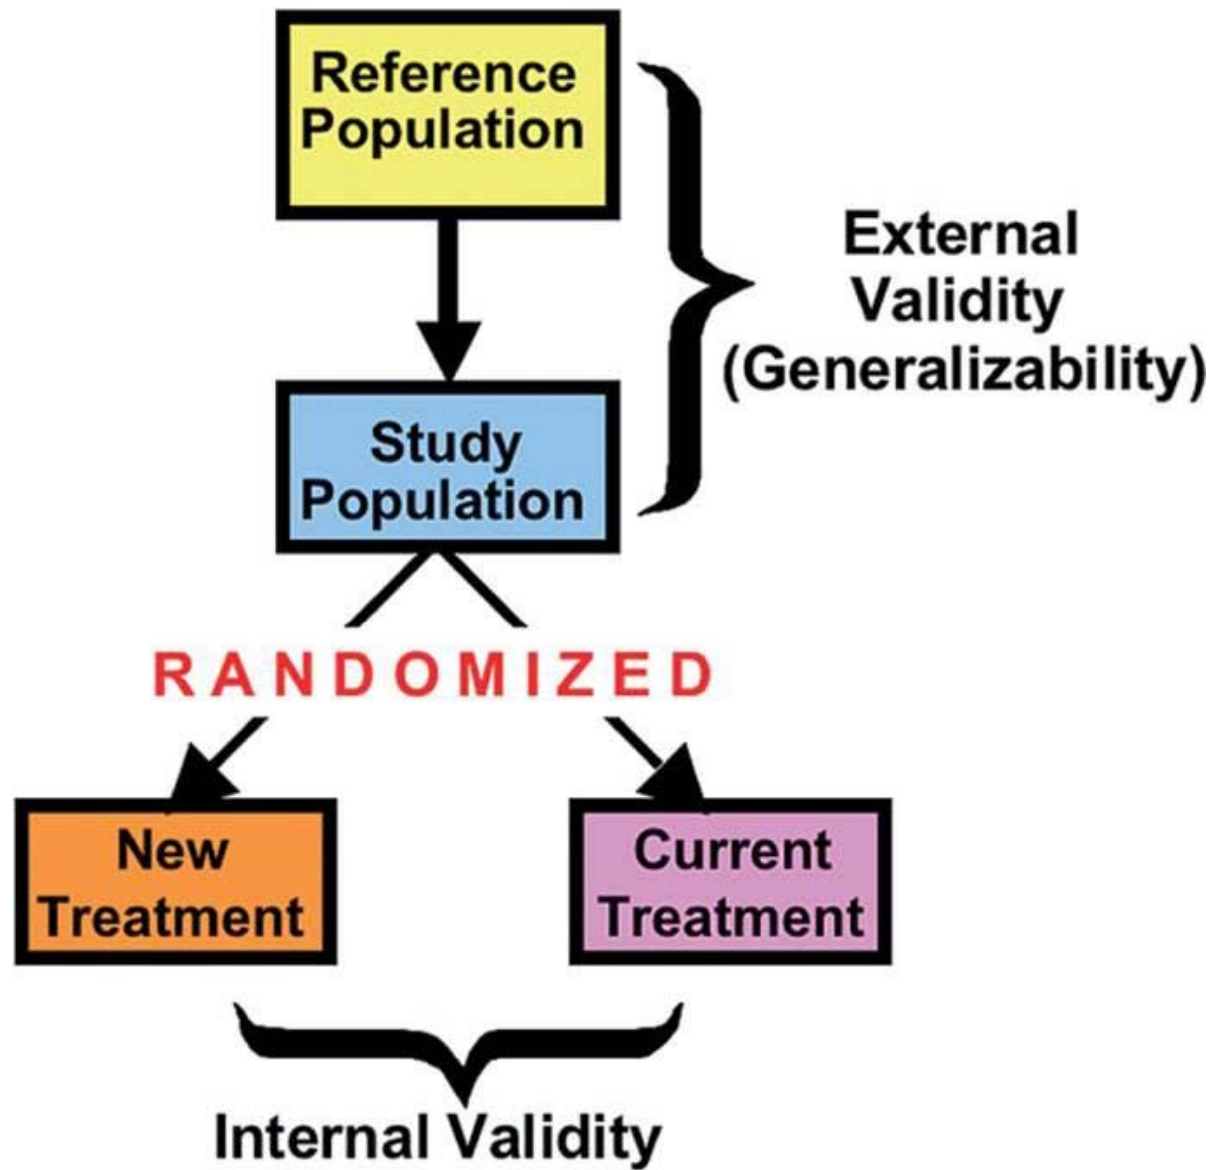 Reference
Population
External
Validity
(Generalizability)
Study
Population
RANDOMIZED
New
Treatment
Current
Treatment
Internal Validity